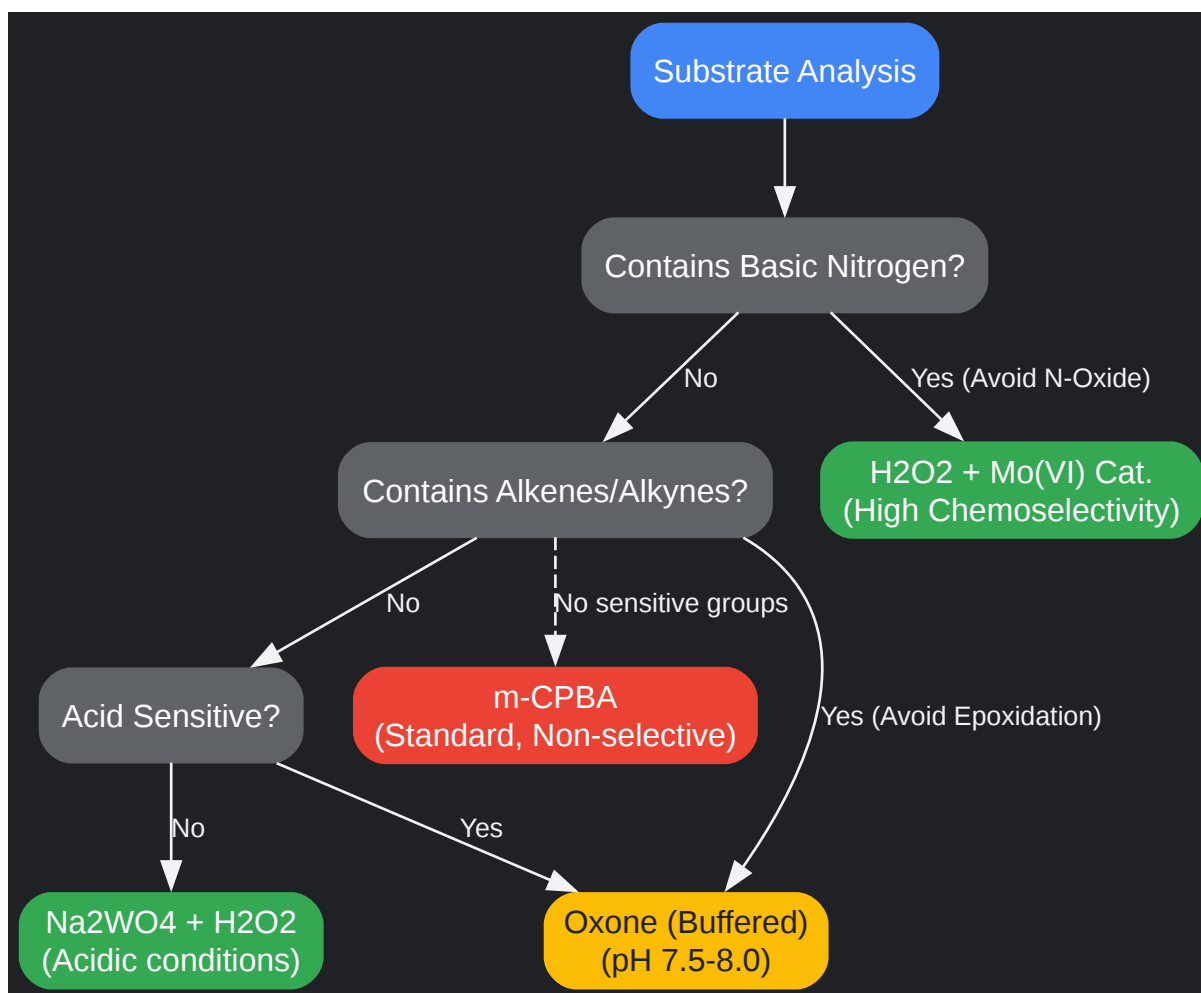 Substrate Analysis
Contains Basic Nitrogen?
No
Yes (Avoid N-Oxide)
Contains Alkenes/Alkynes?
H2O2 + Mo(VI) Cat.
(High Chemoselectivity)
No
No sensitive groups
Acid Sensitive?
m-CPBA
(Standard, Non-selective)
Yes (Avoid Epoxidation)
No
Yes
Na2WO4 + H2O2
(Acidic conditions)
Oxone (Buffered)
(pH 7.5-8.0)